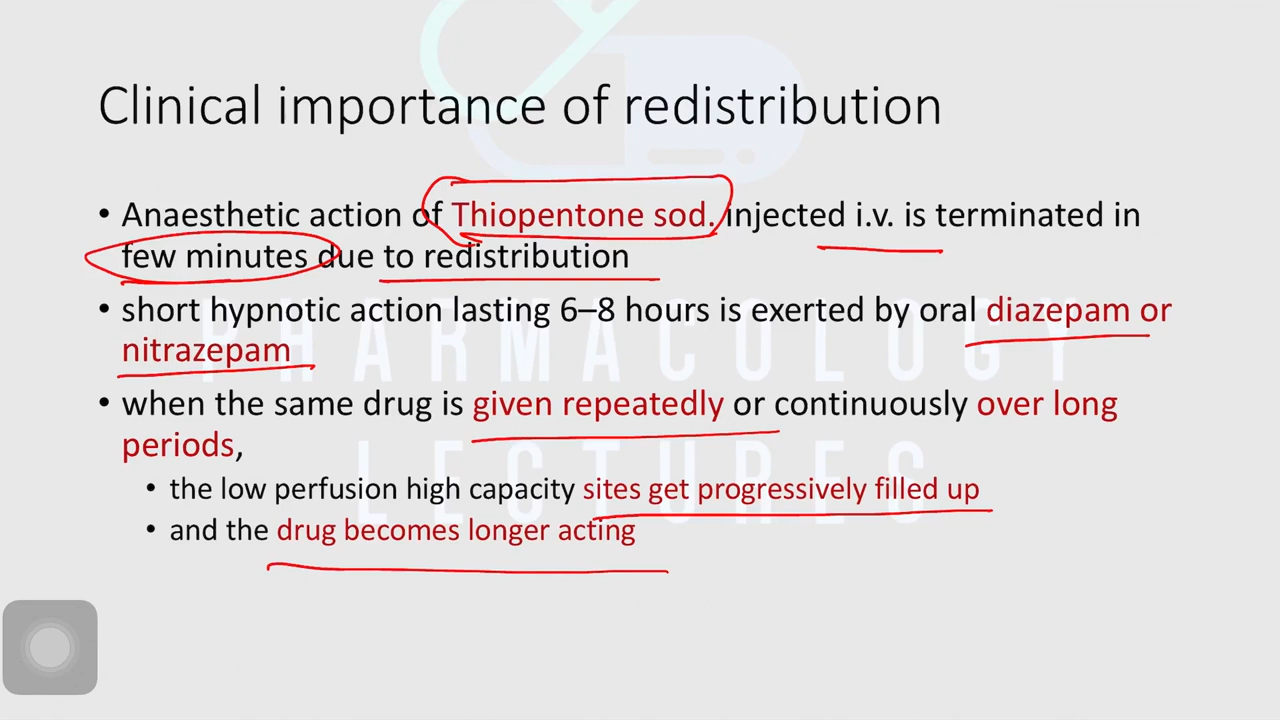 Clinical importance of redistribution
• Anaesthetic action of Thiopentone sod. injected i.v. is terminated in
few minutes due to redistribution
• short hypnotic action lasting 6–8 hours is exerted by oral diazepam or
nitrazepam
• when the same drug is given repeatedly or continuously over long
periods,
• the low perfusion high capacity sites get progressively filled up
• and the drug becomes longer acting
PHARMACOLOGY
LECTURES